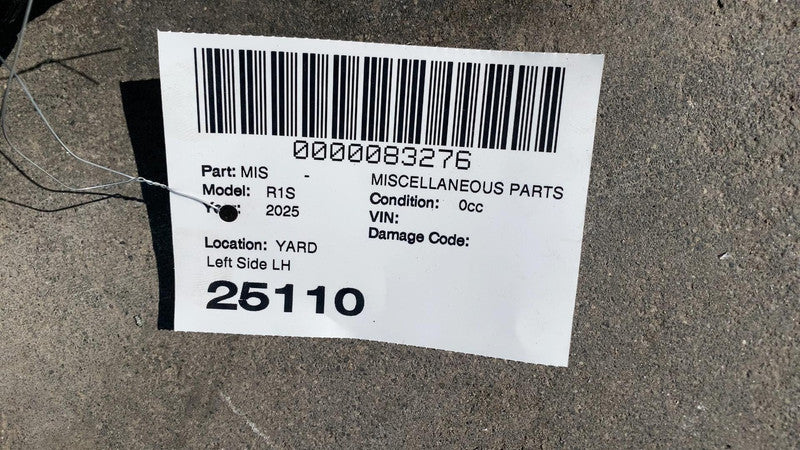 0000083276
Part: MIS - MISCELLANEOUS PARTS
Model: R1S
Condition: 0cc
2025
VIN:
Damage Code:
Location: YARD
Left Side LH
25110